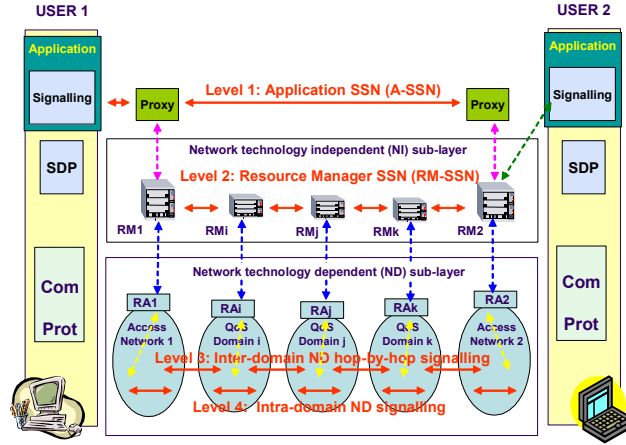 USER 1
USER 2
Application
Application
Signalling
Signalling
Level 1: Application SSN (A-SSN)
Proxy
Proxy
Network technology independent (NI) sub-layer
SDP
SDP
Level 2: Resource Manager SSN (RM-SSN)
RM1
RMi
RMj
RMk
RM2
Network technology dependent (ND) sub-layer
Com
Prot
Com
Prot
RA1
RAi
RAj
RAk
RA2
Access
Network 1
QoS
Domain i
QoS
Domain j
QoS
Domain k
Access
Network 2
Level 3: Inter-domain ND hop-by-hop signalling
Level 4: Intra-domain ND signalling